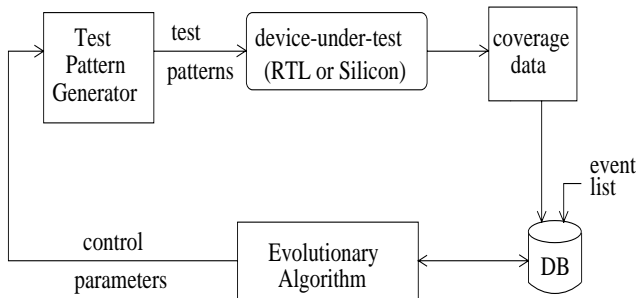 Test
Pattern
Generator
test
patterns
device-under-test
(RTL or Silicon)
coverage
data
event
list
control
parameters
Evolutionary
Algorithm
DB